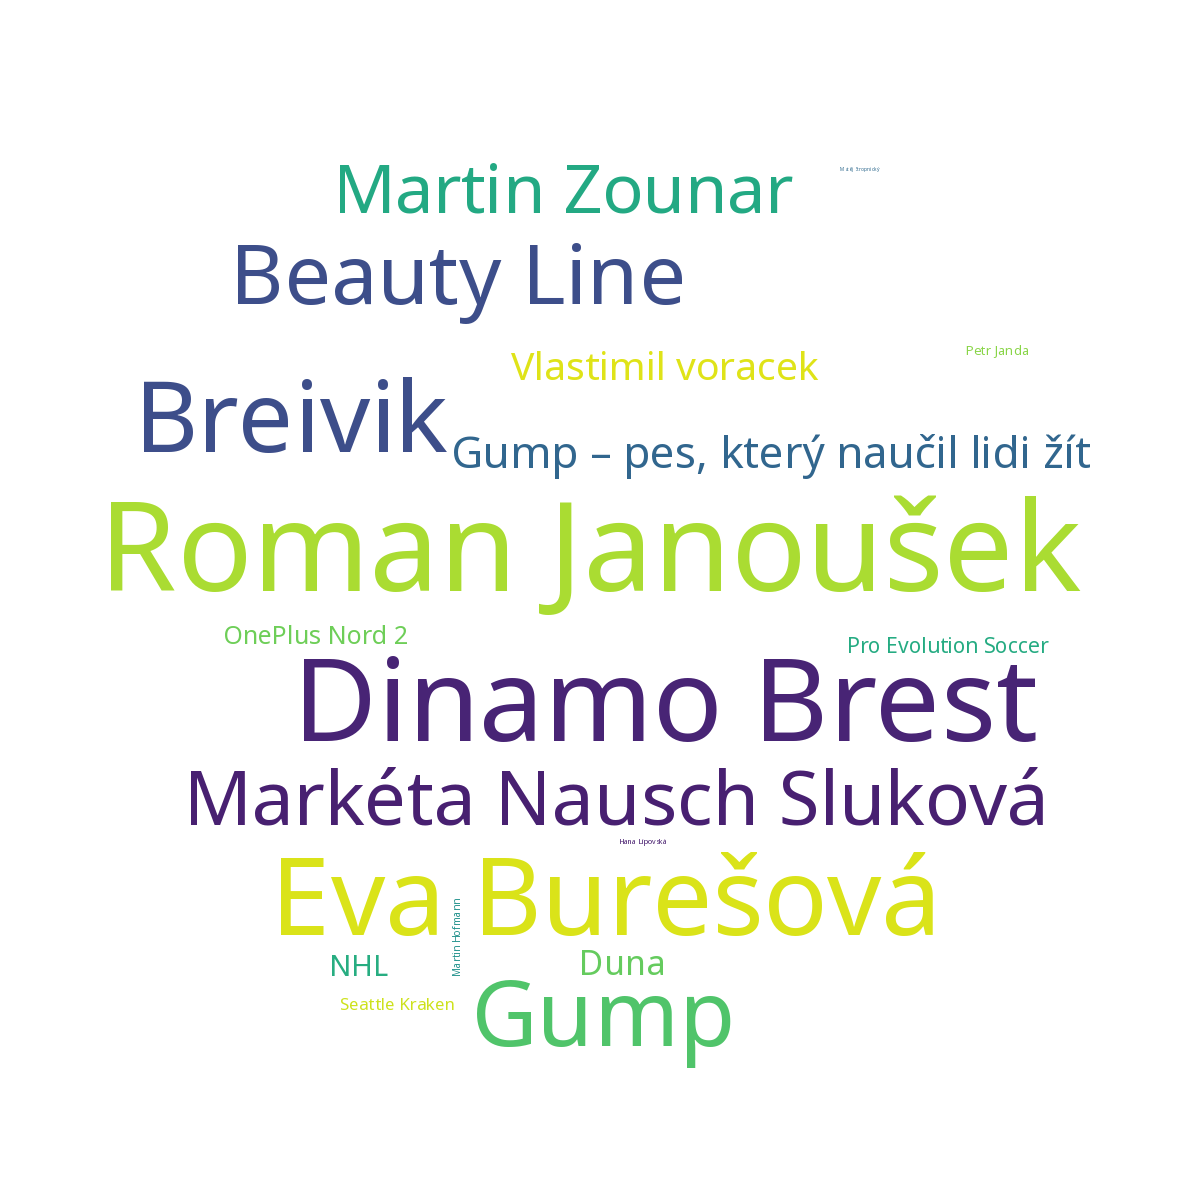 Martin Zounar
Beauty Line
Vlastimil voracek
Petr Janda
Breivik
Gump – pes, který naučil lidi žít
Roman Janoušek
OnePlus Nord 2
Pro Evolution Soccer
Dinamo Brest
Markéta Nausch Sluková
Hana Lipovská
Eva Burešová
Martin Hofmann
NHL
Duna
Seattle Kraken
Gump